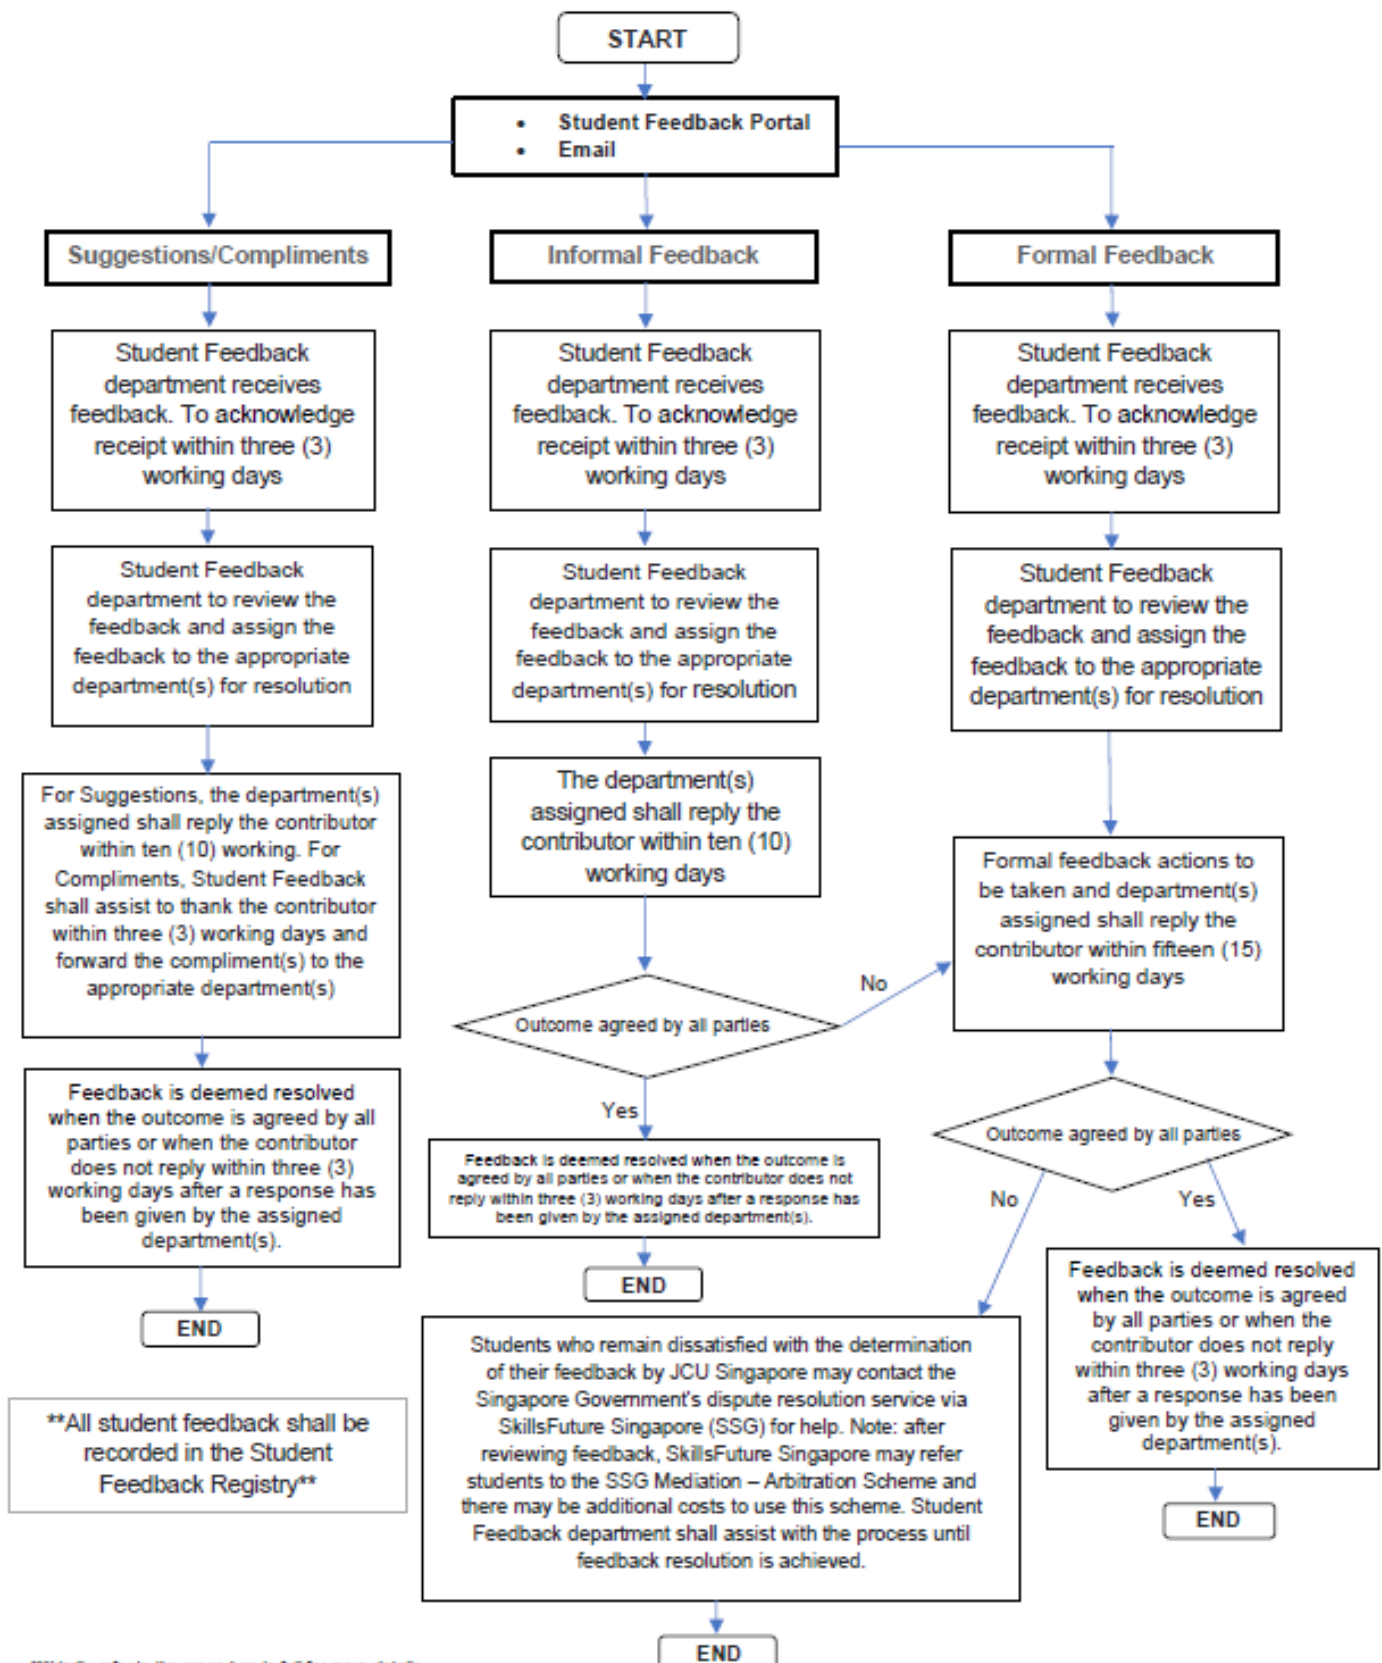 START
• Student Feedback Portal
• Email
Suggestions/Compliments
Student Feedback
department receives
feedback. To acknowledge
receipt within three (3)
working days
Student Feedback
department to review the
feedback and assign the
feedback to the appropriate
department(s) for resolution
For Suggestions, the department(s)
assigned shall reply the contributor
within ten (10) working. For
Compliments, Student Feedback
shall assist to thank the contributor
within three (3) working days and
forward the compliment(s) to the
appropriate department(s)
Feedback is deemed resolved
when the outcome is agreed by all
parties or when the contributor
does not reply within three (3)
working days after a response has
been given by the assigned
department(s).
END
**All student feedback shall be
recorded in the Student
Feedback Registry**
Informal Feedback
Student Feedback
department receives
feedback. To acknowledge
receipt within three (3)
working days
Student Feedback
department to review the
feedback and assign the
feedback to the appropriate
department(s) for resolution
The department(s)
assigned shall reply the
contributor within ten (10)
working days
Outcome agreed by all parties
No
Yes
Feedback is deemed resolved when the outcome is
agreed by all parties or when the contributor does not
reply within three (3) working days after a response has
been given by the assigned department(s).
END
Formal Feedback
Student Feedback
department receives
feedback. To acknowledge
receipt within three (3)
working days
Student Feedback
department to review the
feedback and assign the
feedback to the appropriate
department(s) for resolution
Formal feedback actions to
be taken and department(s)
assigned shall reply the
contributor within fifteen (15)
working days
Outcome agreed by all parties
No
Yes
Students who remain dissatisfied with the determination
of their feedback by JCU Singapore may contact the
Singapore Government's dispute resolution service via
SkillsFuture Singapore (SSG) for help. Note: after
reviewing feedback, SkillsFuture Singapore may refer
students to the SSG Mediation – Arbitration Scheme and
there may be additional costs to use this scheme. Student
Feedback department shall assist with the process until
feedback resolution is achieved.
END
Feedback is deemed resolved
when the outcome is agreed
by all parties or when the
contributor does not reply
within three (3) working days
after a response has been
given by the assigned
department(s).
END